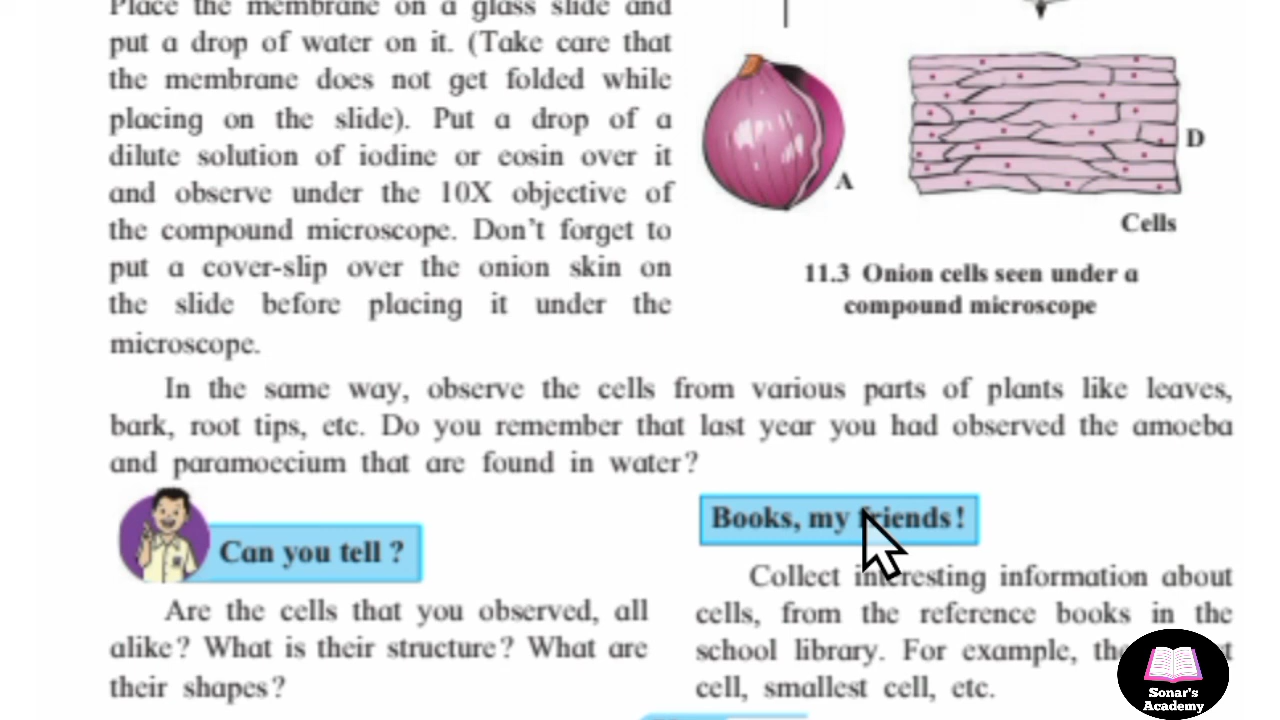 Place the membrane on a glass slide and
put a drop of water on it. (Take care that
the membrane does not get folded while
placing on the slide). Put a drop of a
dilute solution of iodine or eosin over it
and observe under the 10X objective of
the compound microscope. Don't forget to
put a cover-slip over the onion skin on
the slide before placing it under the
microscope.
A
D
Cells
11.3 Onion cells seen under a
compound microscope
In the same way, observe the cells from various parts of plants like leaves,
bark, root tips, etc. Do you remember that last year you had observed the amoeba
and paramoecium that are found in water?
Can you tell ?
Are the cells that you observed, all
alike? What is their structure? What are
their shapes?
Books, my friends!
Collect interesting information about
cells, from the reference books in the
school library. For example,
cell, smallest cell, etc.
Sonar's
Academy